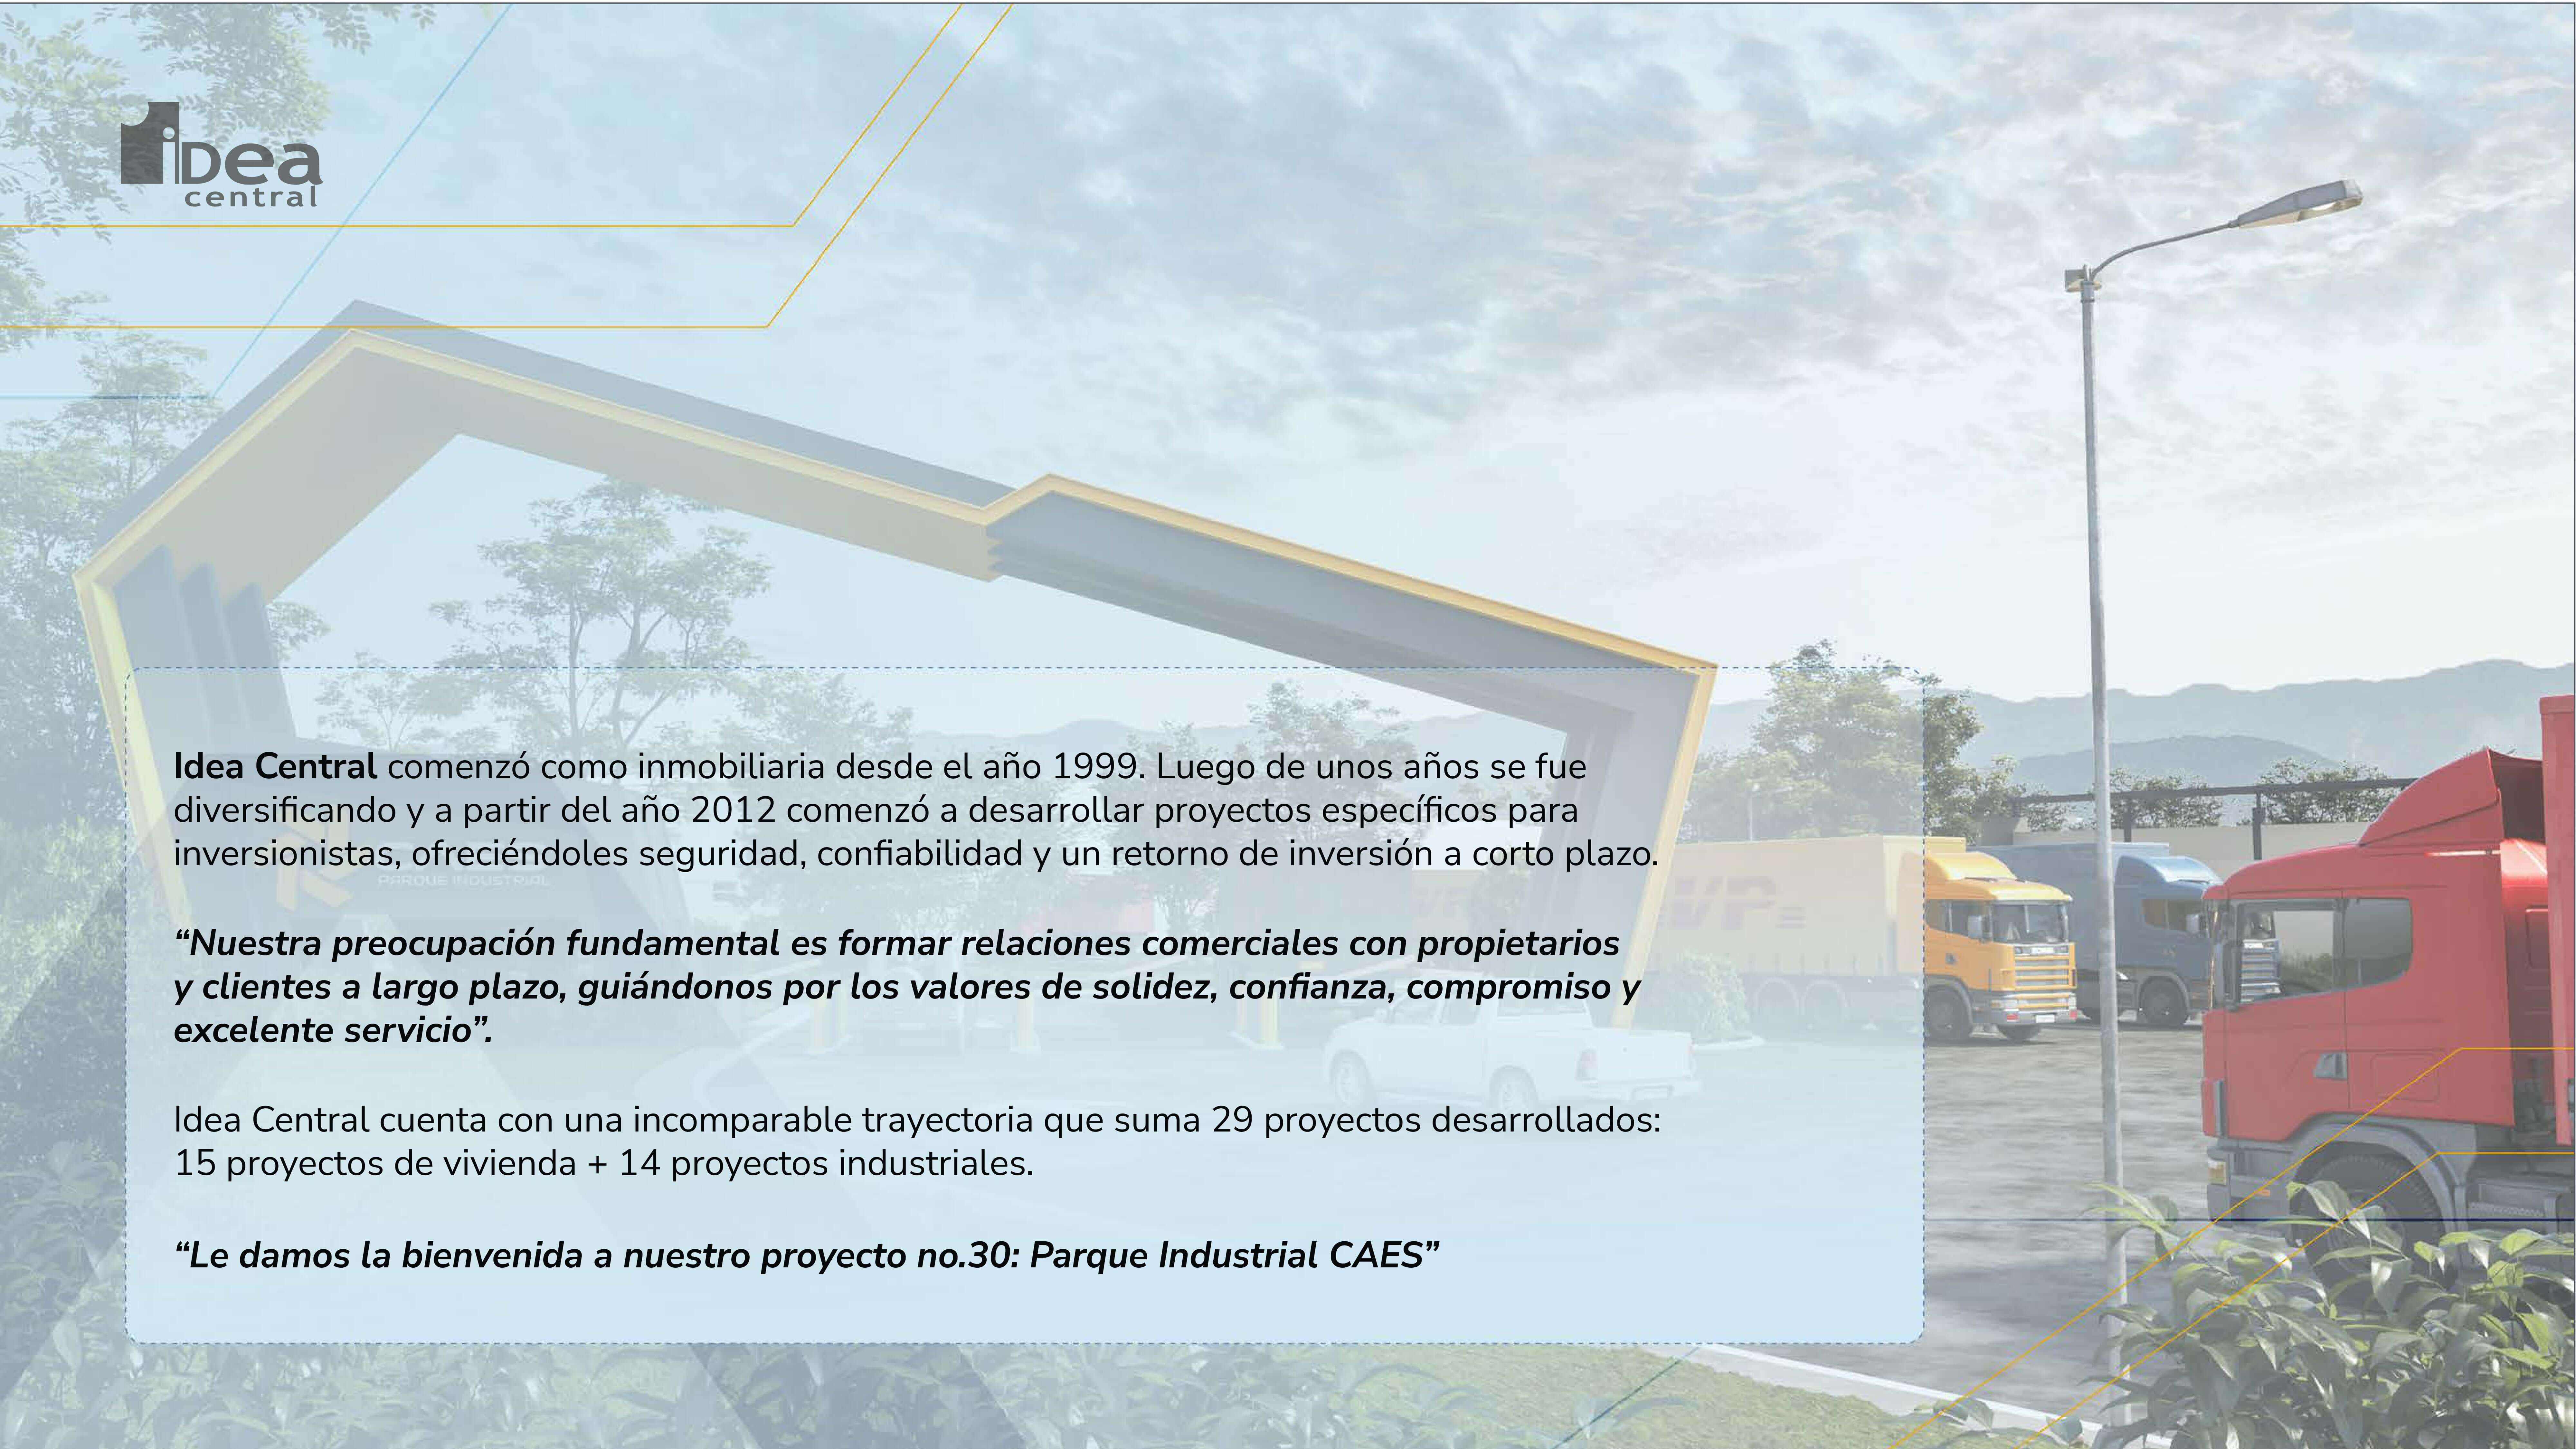 iDea
central
Idea Central comenzó como inmobiliaria desde el año 1999. Luego de unos años se fue
diversificando y a partir del año 2012 comenzó a desarrollar proyectos específicos para
inversionistas, ofreciéndoles seguridad, confiabilidad y un retorno de inversión a corto plazo.
PARQUE INDUSTRIAL
VP
“Nuestra preocupación fundamental es formar relaciones comerciales con propietarios
y clientes a largo plazo, guiándonos por los valores de solidez, confianza, compromiso y
excelente servicio”.
Idea Central cuenta con una incomparable trayectoria que suma 29 proyectos desarrollados:
15 proyectos de vivienda + 14 proyectos industriales.
“Le damos la bienvenida a nuestro proyecto no.30: Parque Industrial CAES”